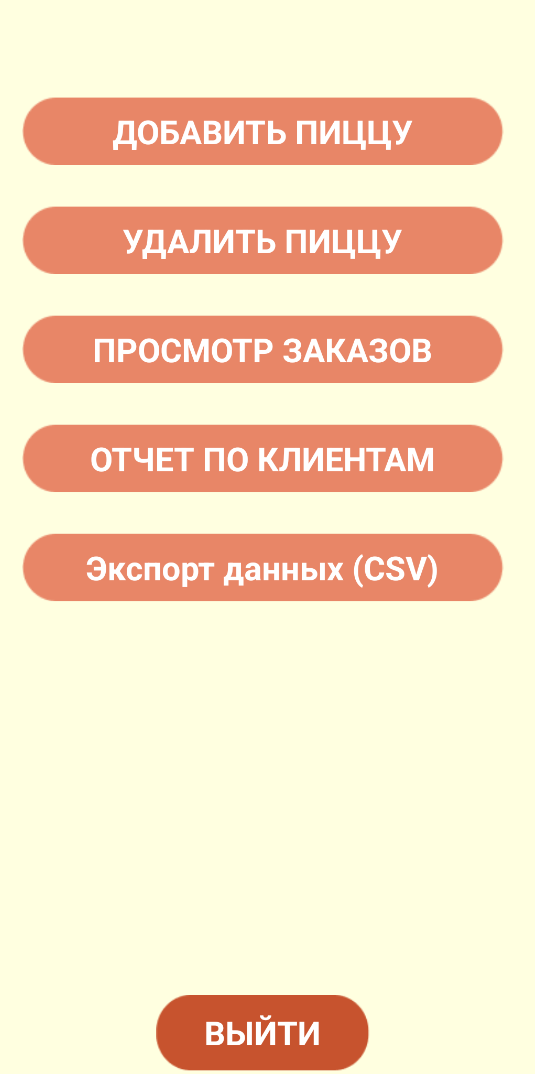 ДОБАВИТЬ ПИЦЦУ
УДАЛИТЬ ПИЦЦУ
ПРОСМОТР ЗАКАЗОВ
ОТЧЕТ ПО КЛИЕНТАМ
Экспорт данных (CSV)
ВЫЙТИ